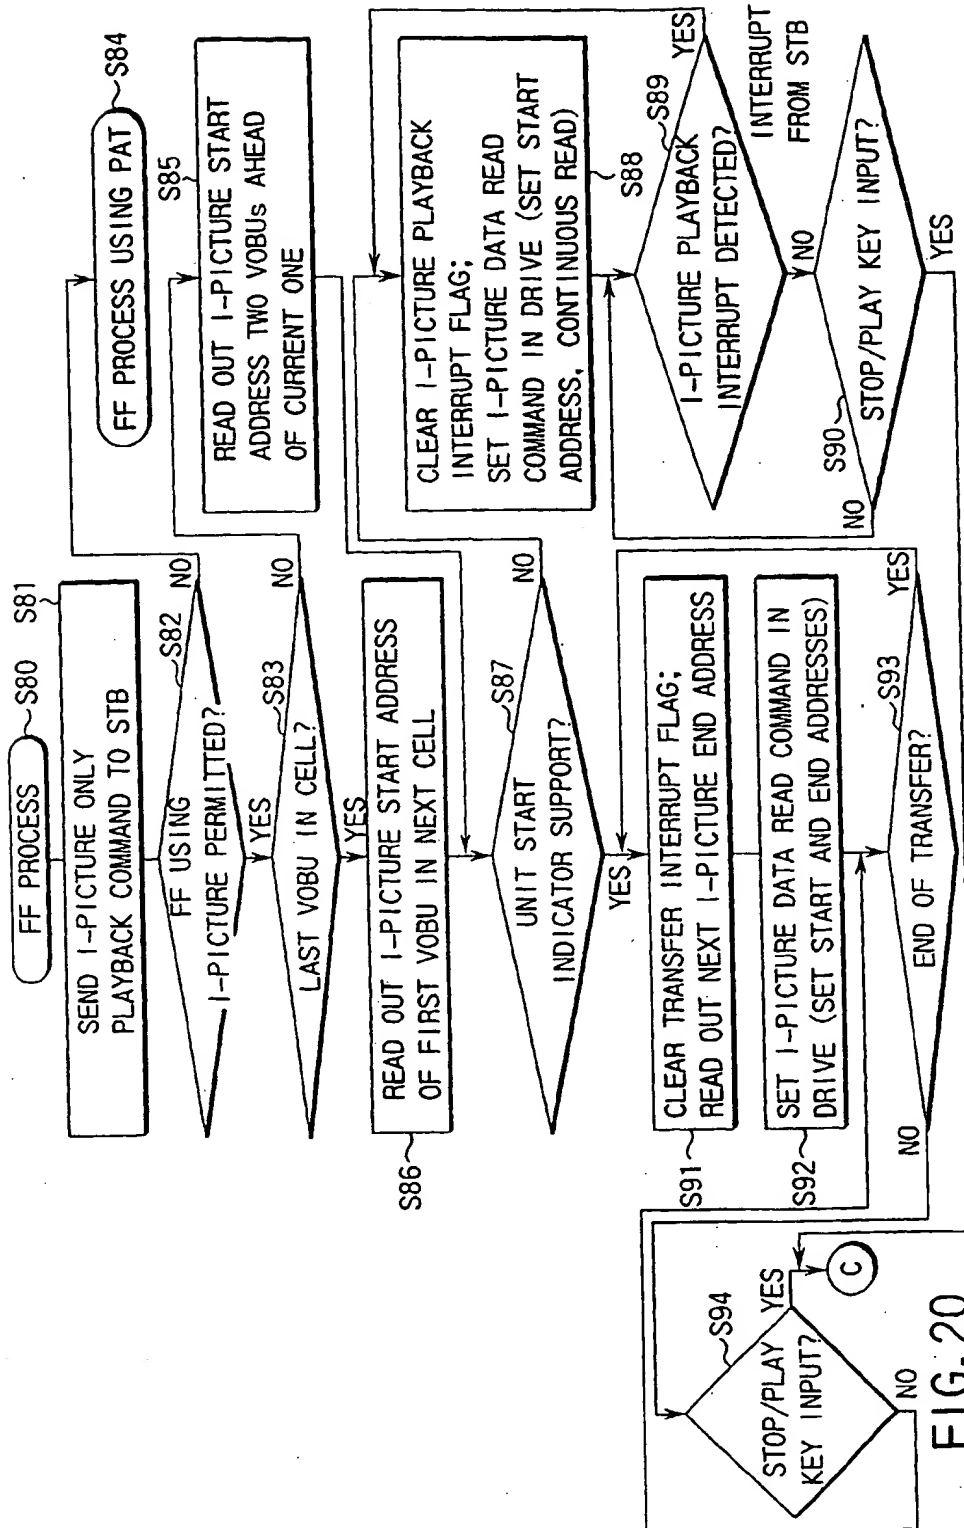 FF PROCESS
S80
SEND I-PICTURE ONLY
PLAYBACK COMMAND TO STB
S81
FF USING
I-PICTURE PERMITTED?
S82
NO
YES
LAST VOBU IN CELL?
S83
NO
YES
FF PROCESS USING PAT
S84
S85
READ OUT I-PICTURE START
ADDRESS TWO VOBUs AHEAD
OF CURRENT ONE
READ OUT I-PICTURE START ADDRESS
OF FIRST VOBU IN NEXT CELL
S86
UNIT START
INDICATOR SUPPORT?
S87
NO
YES
CLEAR I-PICTURE PLAYBACK
INTERRUPT FLAG;
SET I-PICTURE DATA READ
COMMAND IN DRIVE (SET START
ADDRESS, CONTINUOUS READ)
S88
I-PICTURE PLAYBACK
INTERRUPT DETECTED?
S89
YES
INTERRUPT
FROM STB
NO
STOP/PLAY KEY INPUT?
S90
NO
YES
CLEAR TRANSFER INTERRUPT FLAG;
READ OUT NEXT I-PICTURE END ADDRESS
S91
SET I-PICTURE DATA READ COMMAND IN
DRIVE (SET START AND END ADDRESSES)
S92
END OF TRANSFER?
S93
YES
NO
STOP/PLAY
KEY INPUT?
S94
YES
C
NO
FIG. 20